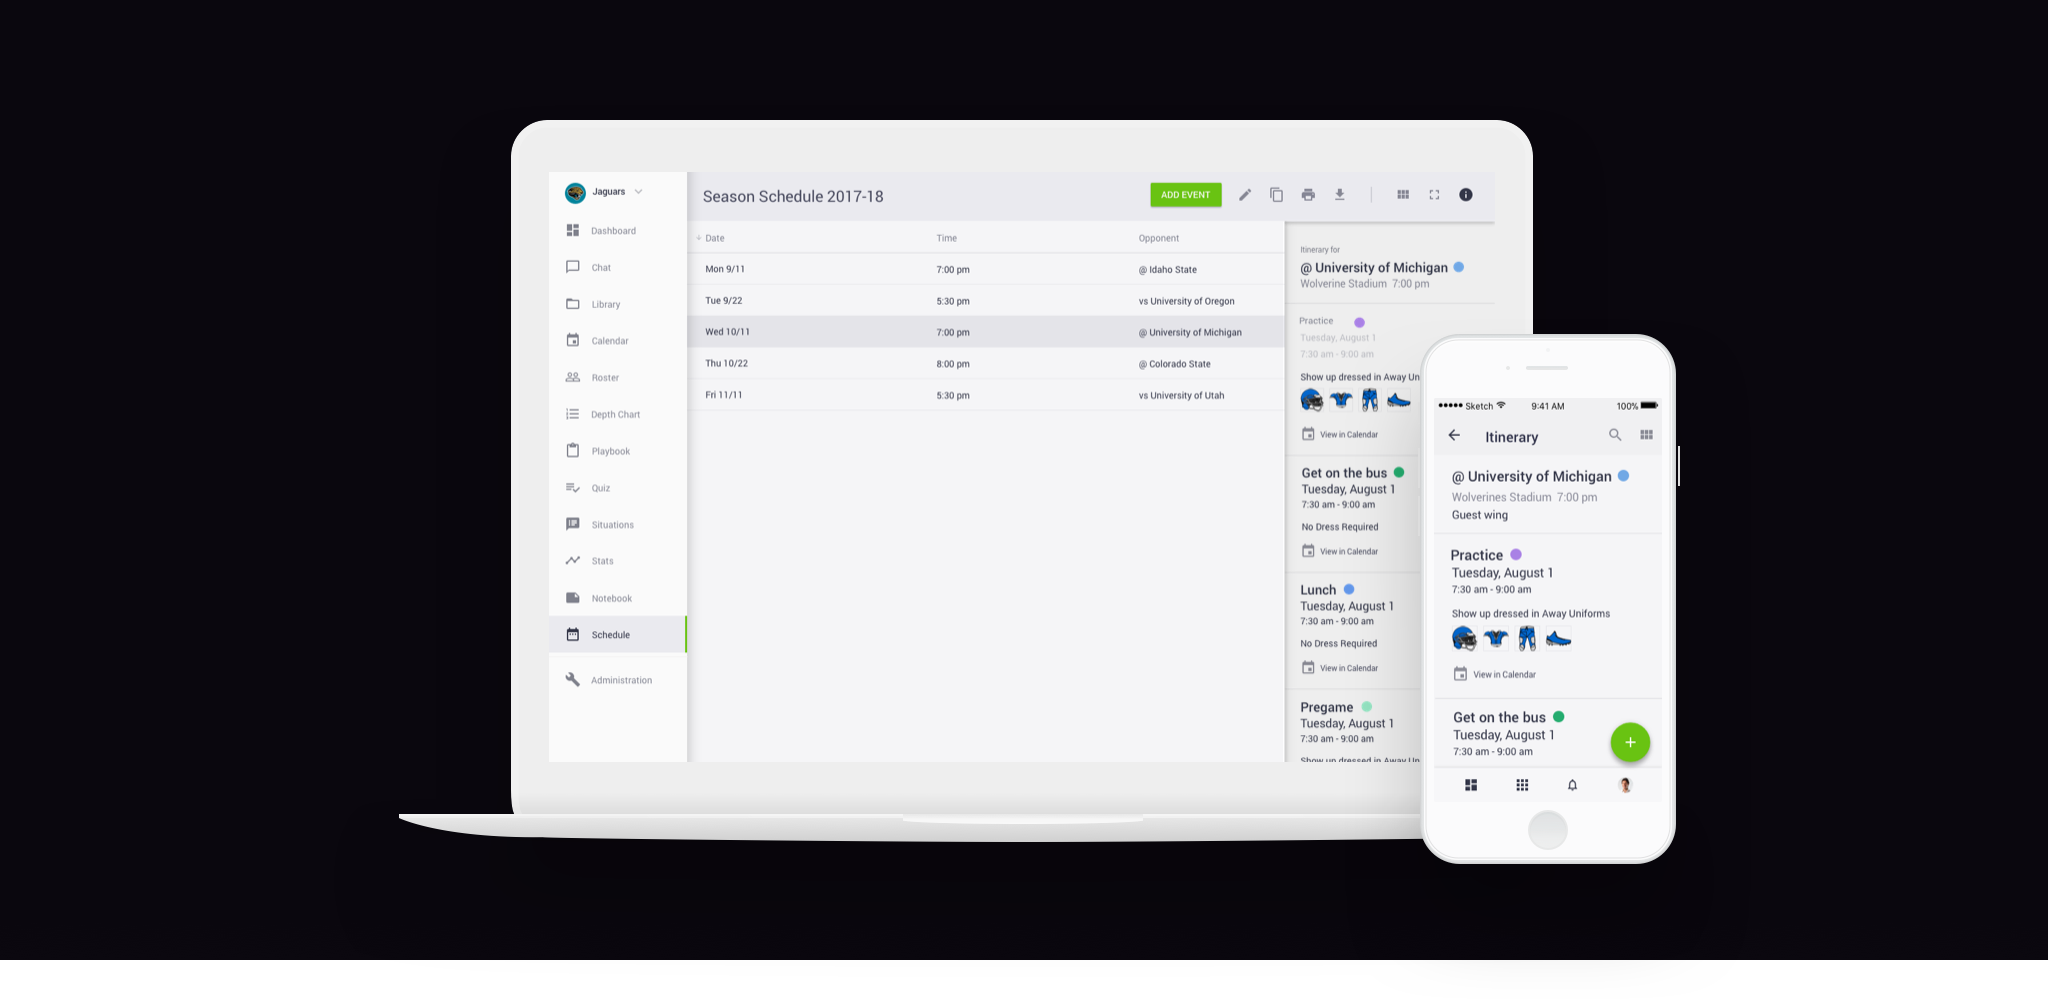 Jaguars
Dashboard
Chat
Library
Calendar
Roster
Depth Chart
Playbook
Quiz
Situations
Stats
Notebook
Schedule
Administration
Season Schedule 2017-18
ADD EVENT
Date Time Opponent
Mon 9/11 7:00 pm @ Idaho State
Tue 9/22 5:30 pm vs University of Oregon
Wed 10/11 7:00 pm @ University of Michigan
Thu 10/22 8:00 pm @ Colorado State
Fri 11/11 5:30 pm vs University of Utah
Itinerary for
@ University of Michigan
Wolverine Stadium 7:00 pm
Practice
Tuesday, August 1
7:30 am - 9:00 am
Show up dressed in Away Un
View in Calendar
Get on the bus
Tuesday, August 1
7:30 am - 9:00 am
No Dress Required
View in Calendar
Lunch
Tuesday, August 1
7:30 am - 9:00 am
No Dress Required
View in Calendar
Pregame
Tuesday, August 1
7:30 am - 9:00 am
Show up dressed in Away Un
Sketch 9:41 AM 100%
Itinerary
@ University of Michigan
Wolverines Stadium 7:00 pm
Guest wing
Practice
Tuesday, August 1
7:30 am - 9:00 am
Show up dressed in Away Uniforms
View in Calendar
Get on the bus
Tuesday, August 1
7:30 am - 9:00 am